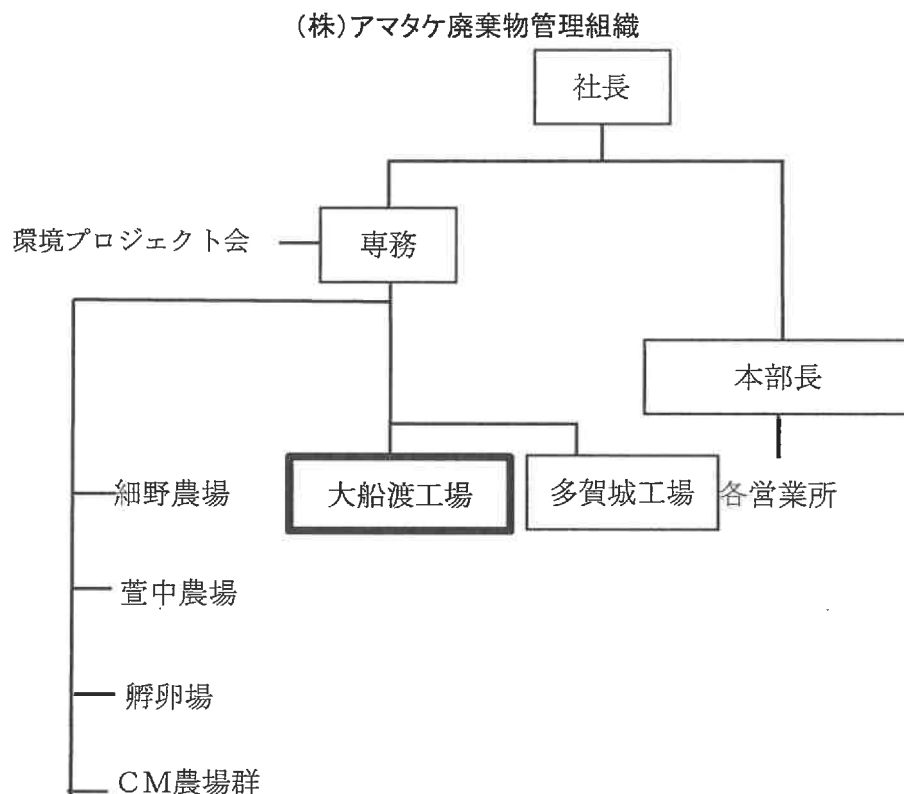 (株)アマタケ廃棄物管理組織
社長
環境プロジェクト会
専務
本部長
細野農場
大船渡工場
多賀城工場
各営業所
萱中農場
孵卵場
CM農場群